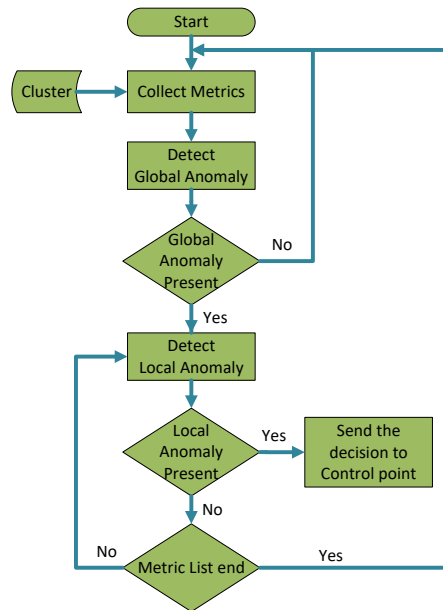 Start
Cluster
Collect Metrics
Detect
Global Anomaly
Global
Anomaly
Present
No
Yes
Detect
Local Anomaly
Local
Anomaly
Present
Yes
Send the
decision to
Control point
No
Metric List end
No
Yes